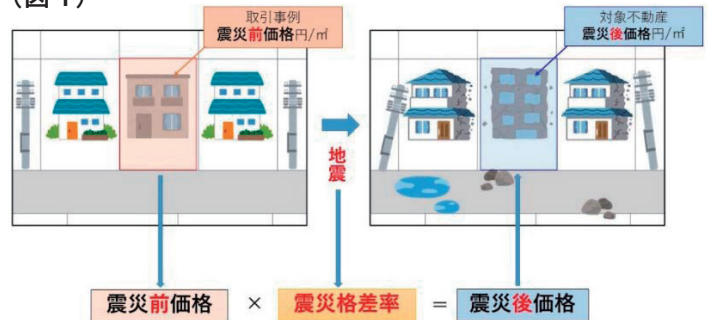 （図1）
取引事例
震災前価格円/㎡
対象不動産
震災後価格円/㎡
地震
震災前価格 × 震災格差率 = 震災後価格